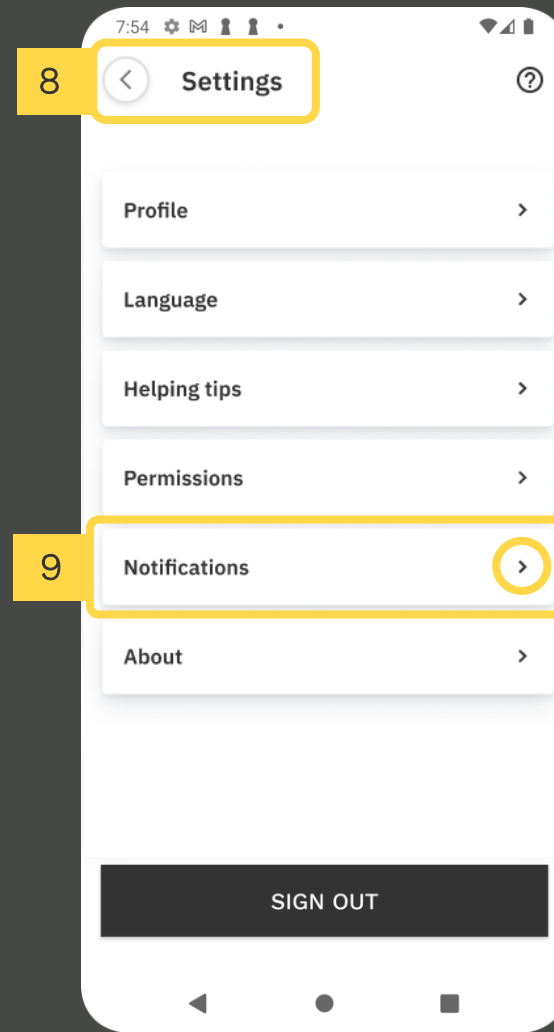 7:54
8
Settings
Profile
Language
Helping tips
Permissions
9
Notifications
About
SIGN OUT